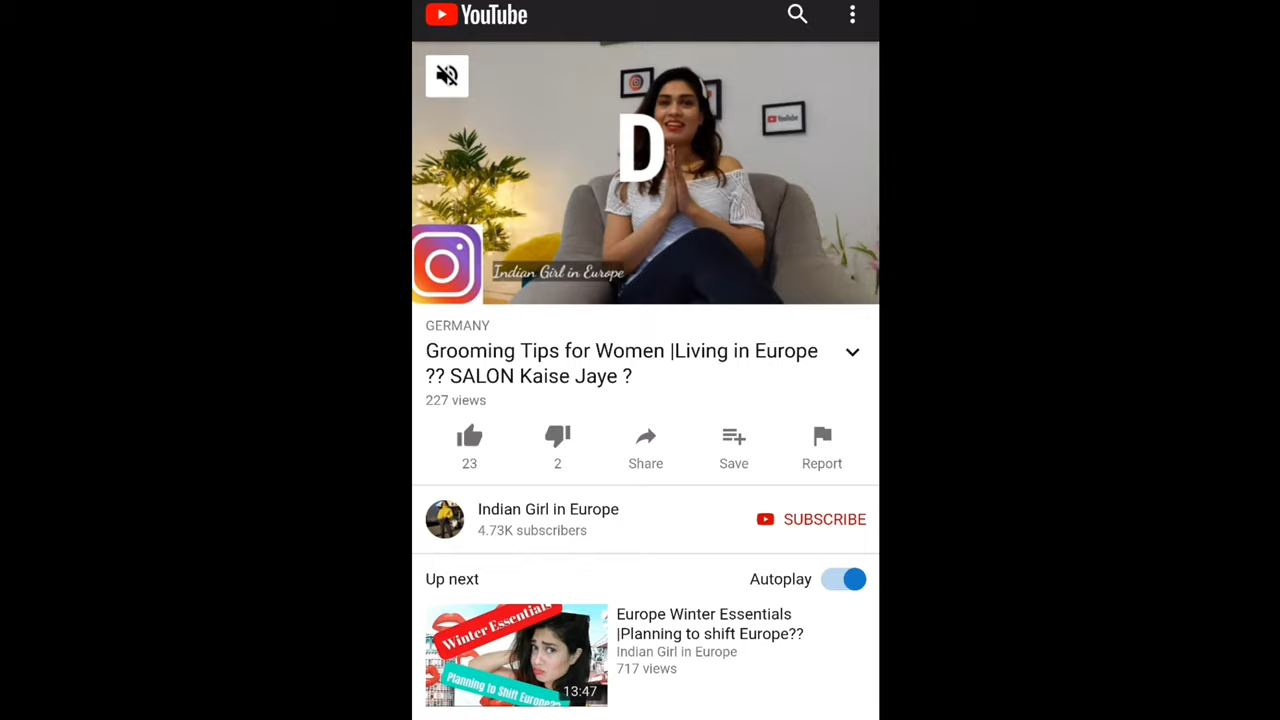 YouTube
YouTube
D
Indian Girl in Europe
GERMANY
Grooming Tips for Women |Living in Europe
?? SALON Kaise Jaye ?
227 views
23
2
Share
Save
Report
Indian Girl in Europe
4.73K subscribers
SUBSCRIBE
Up next
Autoplay
Winter Essentials
Planning to Shift Europe??
13:47
Europe Winter Essentials
|Planning to shift Europe??
Indian Girl in Europe
717 views